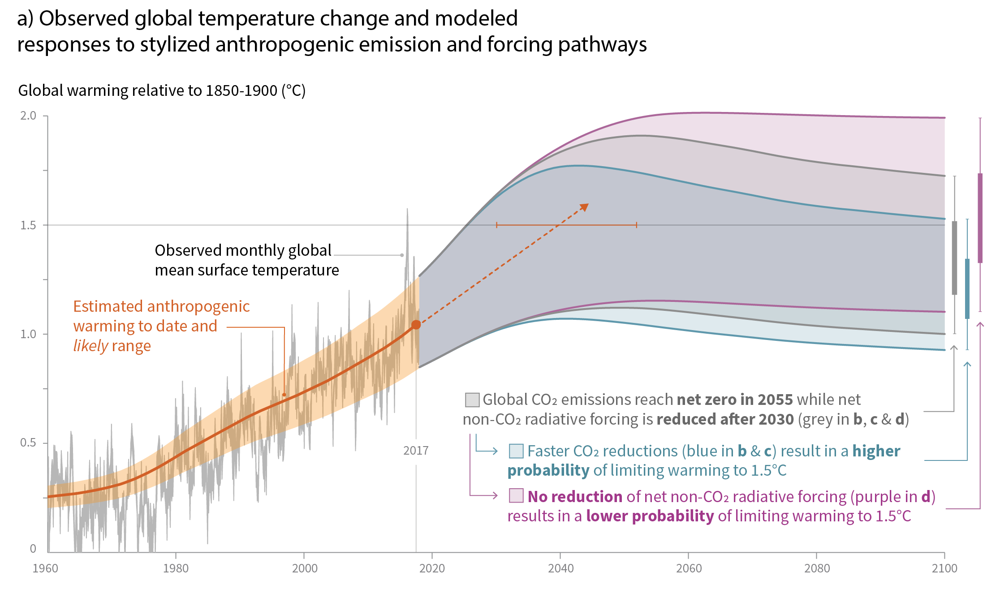 a) Observed global temperature change and modeled
responses to stylized anthropogenic emission and forcing pathways
Global warming relative to 1850-1900 (°C)
2.0
1.5
1.0
0.5
0
Observed monthly global
mean surface temperature
Estimated anthropogenic
warming to date and
likely range
2017
Global CO₂ emissions reach net zero in 2055 while net
non-CO₂ radiative forcing is reduced after 2030 (grey in b, c & d)
Faster CO₂ reductions (blue in b & c) result in a higher
probability of limiting warming to 1.5°C
No reduction of net non-CO₂ radiative forcing (purple in d)
results in a lower probability of limiting warming to 1.5°C
1960 1980 2000 2020 2040 2060 2080 2100